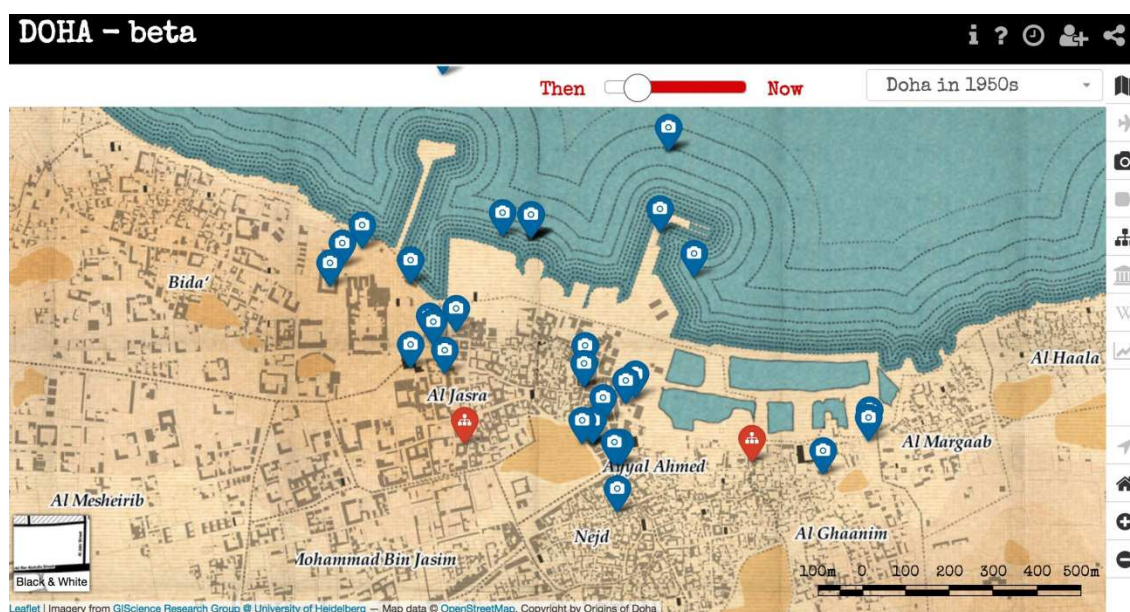 DOHA - beta
Then Now Doha in 1950s
Bida'
Al Haala
Al Jasra
Al Margaab
Ayyal Ahmed
Al Mesheirib
Nejd
Al Ghaanim
Mohammad Bin Jasim
100m 0 100 200 300 400 500m
Black & White
Leaflet | Imagery from GIScience Research Group @ University of Heidelberg — Map data © OpenStreetMap, Copyright by Origins of Doha